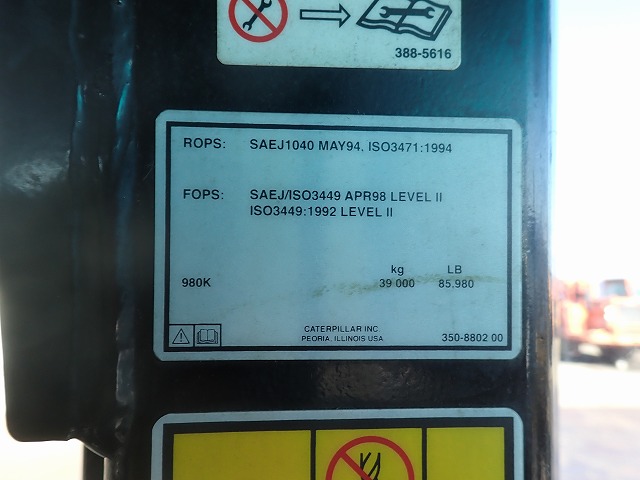 388-5616
ROPS: SAEJ1040 MAY94. ISO3471:1994
FOPS: SAEJ/ISO3449 APR98 LEVEL II
ISO3449:1992 LEVEL II
kg LB
980K 39 000 85.980
CATERPILLAR INC.
PEORIA, ILLINOIS USA 350-8802 00